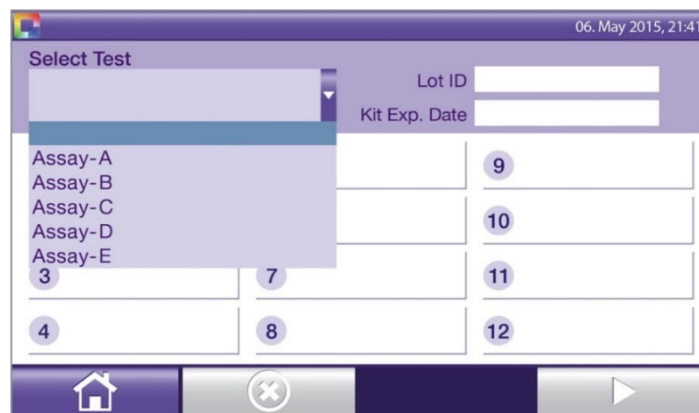 06. May 2015, 21:41
Select Test
Lot ID
Kit Exp. Date
Assay-A
Assay-B
Assay-C
Assay-D
Assay-E
9
10
3 7 11
4 8 12